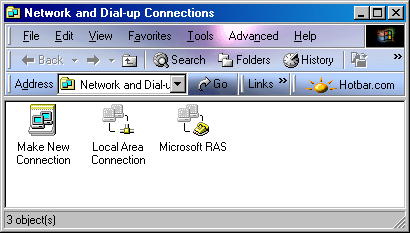 Network and Dial-up Connections
File Edit View Favorites Tools Advanced Help
Back Search Folders History »
Address Network and Dial-u Go Links » Hotbar.com
Make New Connection
Local Area Connection
Microsoft RAS
3 object(s)